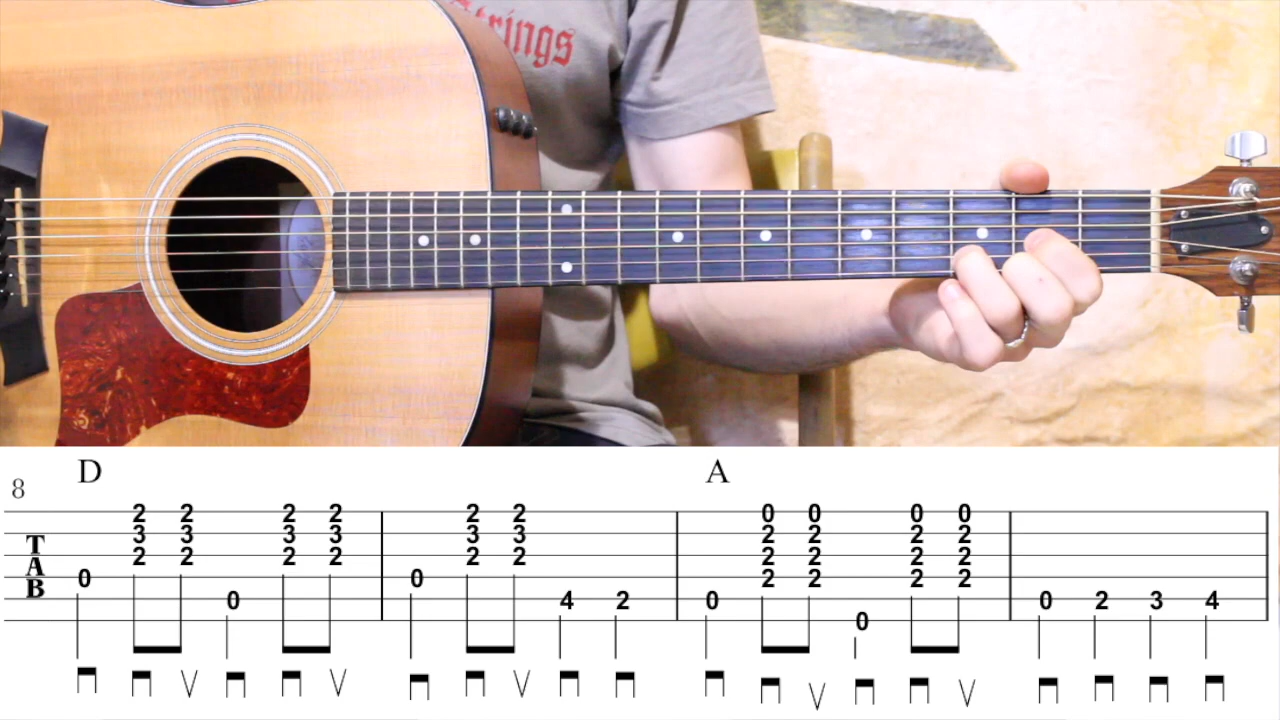 Strings
D A
8
2 2 2 2 2 2 0 0 0 0
3 3 3 3 3 3 2 2 2 2
T
2 2 2 2 2 2 2 2 2 2
A
0 0 2 2 2 2
B
0 4 2 0 0 2 3 4
0